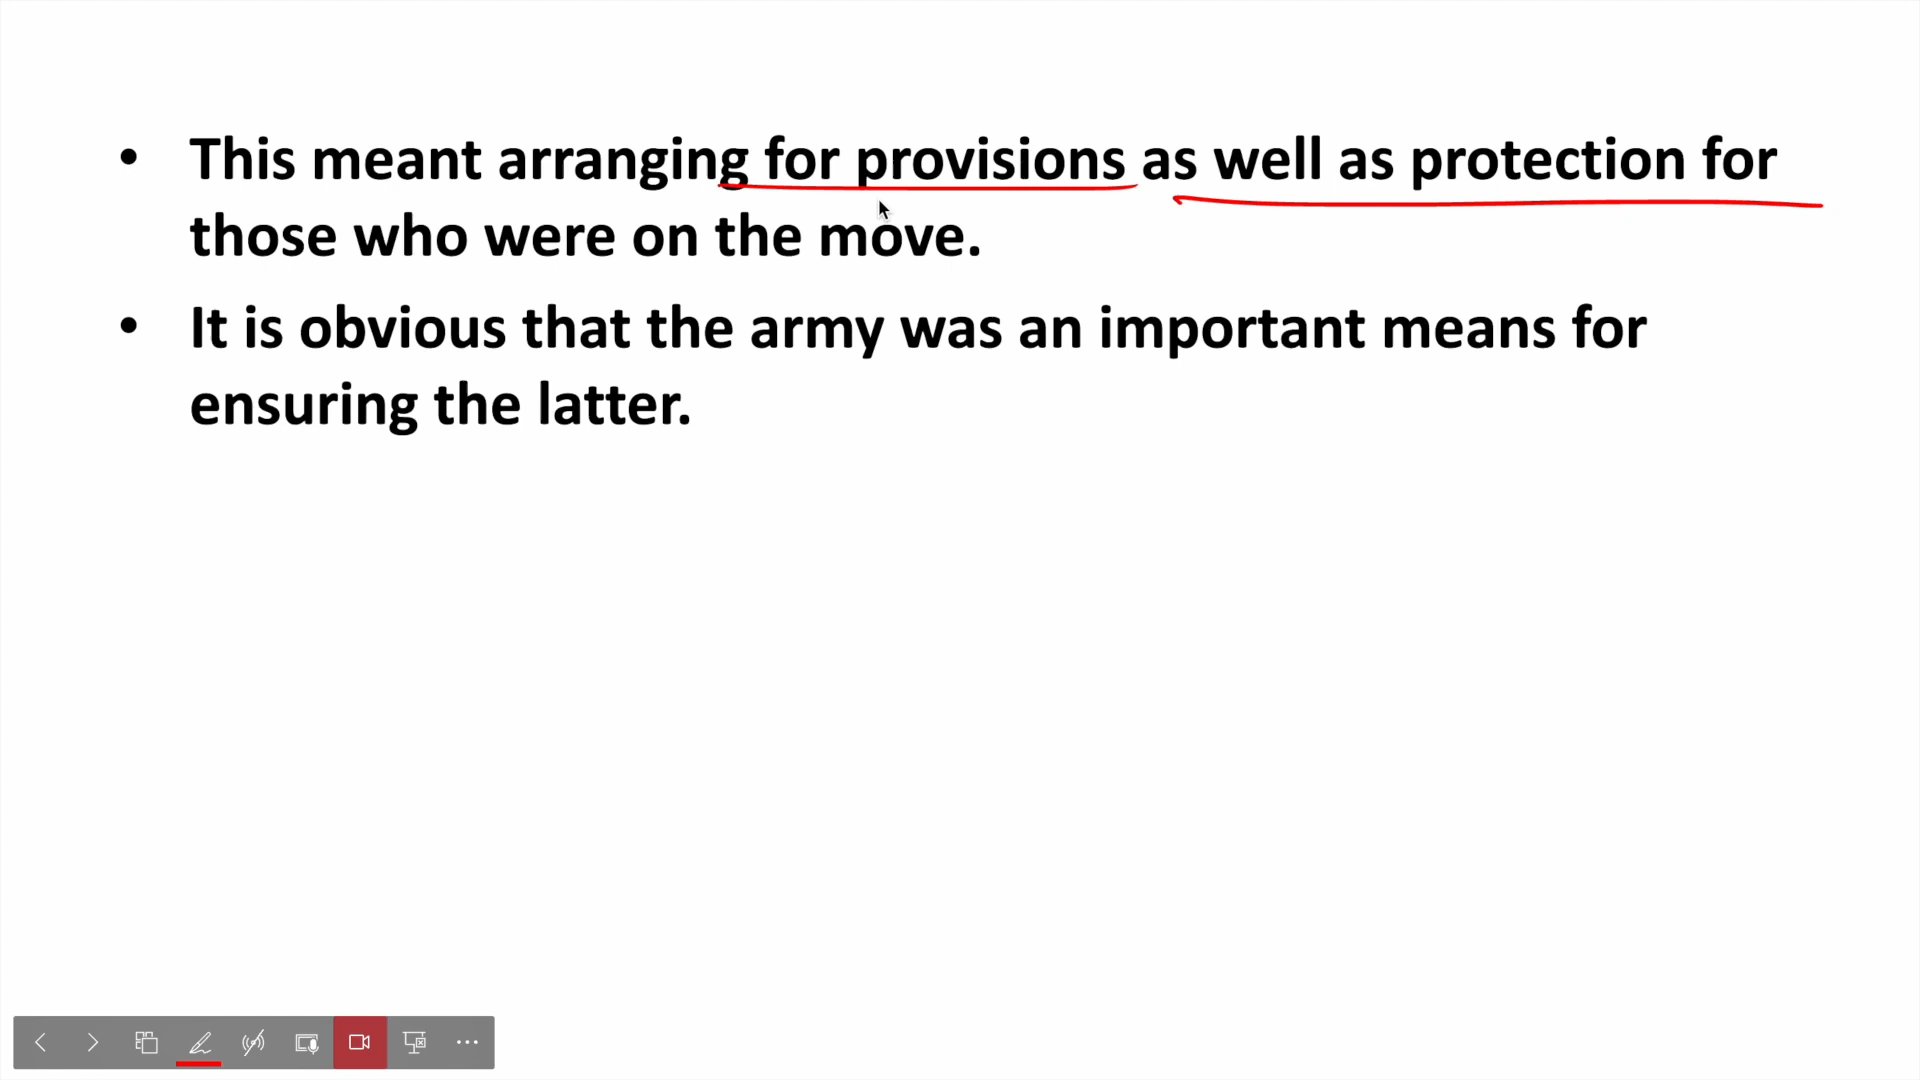 • This meant arranging for provisions as well as protection for
those who were on the move.
• It is obvious that the army was an important means for
ensuring the latter.